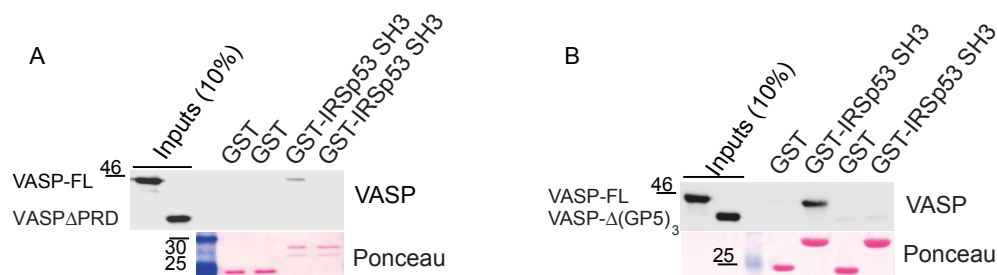 A
Inputs (10%)
GST
GST
GST-IRSp53 SH3
GST-IRSp53 SH3
46
VASP-FL
VASPΔPRD
VASP
30
25
Ponceau
B
Inputs (10%)
GST
GST-IRSp53 SH3
GST
GST-IRSp53 SH3
46
VASP-FL
VASP-Δ(GP5)3
VASP
25
Ponceau